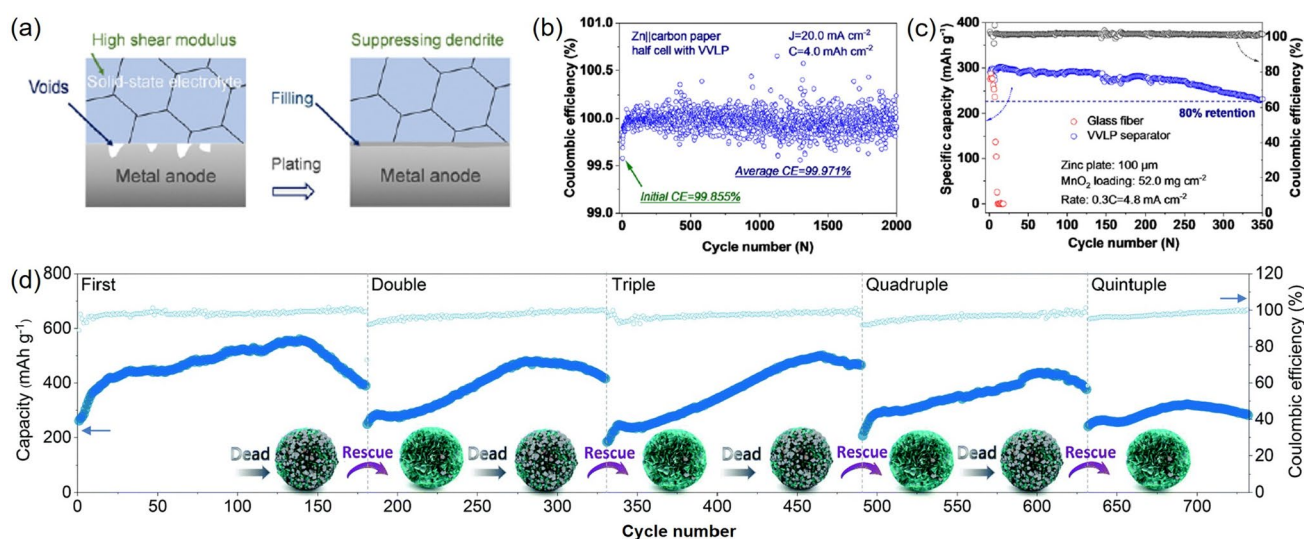 (a)
High shear modulus
Suppressing dendrite
Solid-state electrolyte
Voids
Filling
Metal anode
Plating
Metal anode
(b)
101.0
100.5
100.0
99.5
99.0
Coulombic efficiency (%)
Zn||carbon paper
half cell with VVLP
J=20.0 mA cm-2
C=4.0 mAh cm-2
Average CE=99.971%
Initial CE=99.855%
0 500 1000 1500 2000
Cycle number (N)
(c)
400
300
200
100
0
Specific capacity (mAh g-1)
80% retention
Glass fiber
VVLP separator
Zinc plate: 100 μm
MnO2 loading: 52.0 mg cm-2
Rate: 0.3C=4.8 mA cm-2
100
80
60
40
20
0
Coulombic efficiency (%)
0 50 100 150 200 250 300 350
Cycle number (N)
(d)
800
600
400
200
0
Capacity (mAh g-1)
First Double Triple Quadruple Quintuple
Dead Rescue Dead Rescue Dead Rescue Dead Rescue
120
100
80
60
40
20
0
Coulombic efficiency (%)
0 50 100 150 200 250 300 350 400 450 500 550 600 650 700
Cycle number